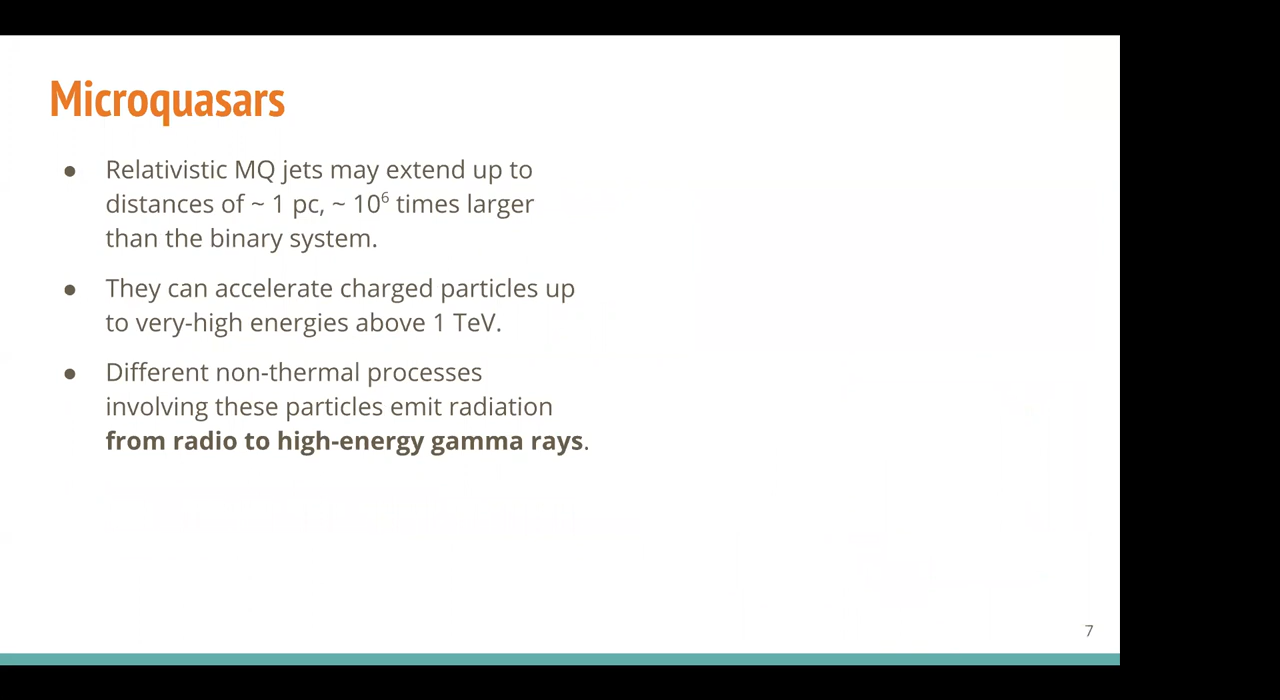 Microquasars
● Relativistic MQ jets may extend up to
distances of ~ 1 pc, ~ 10⁶ times larger
than the binary system.
● They can accelerate charged particles up
to very-high energies above 1 TeV.
● Different non-thermal processes
involving these particles emit radiation
from radio to high-energy gamma rays.
7